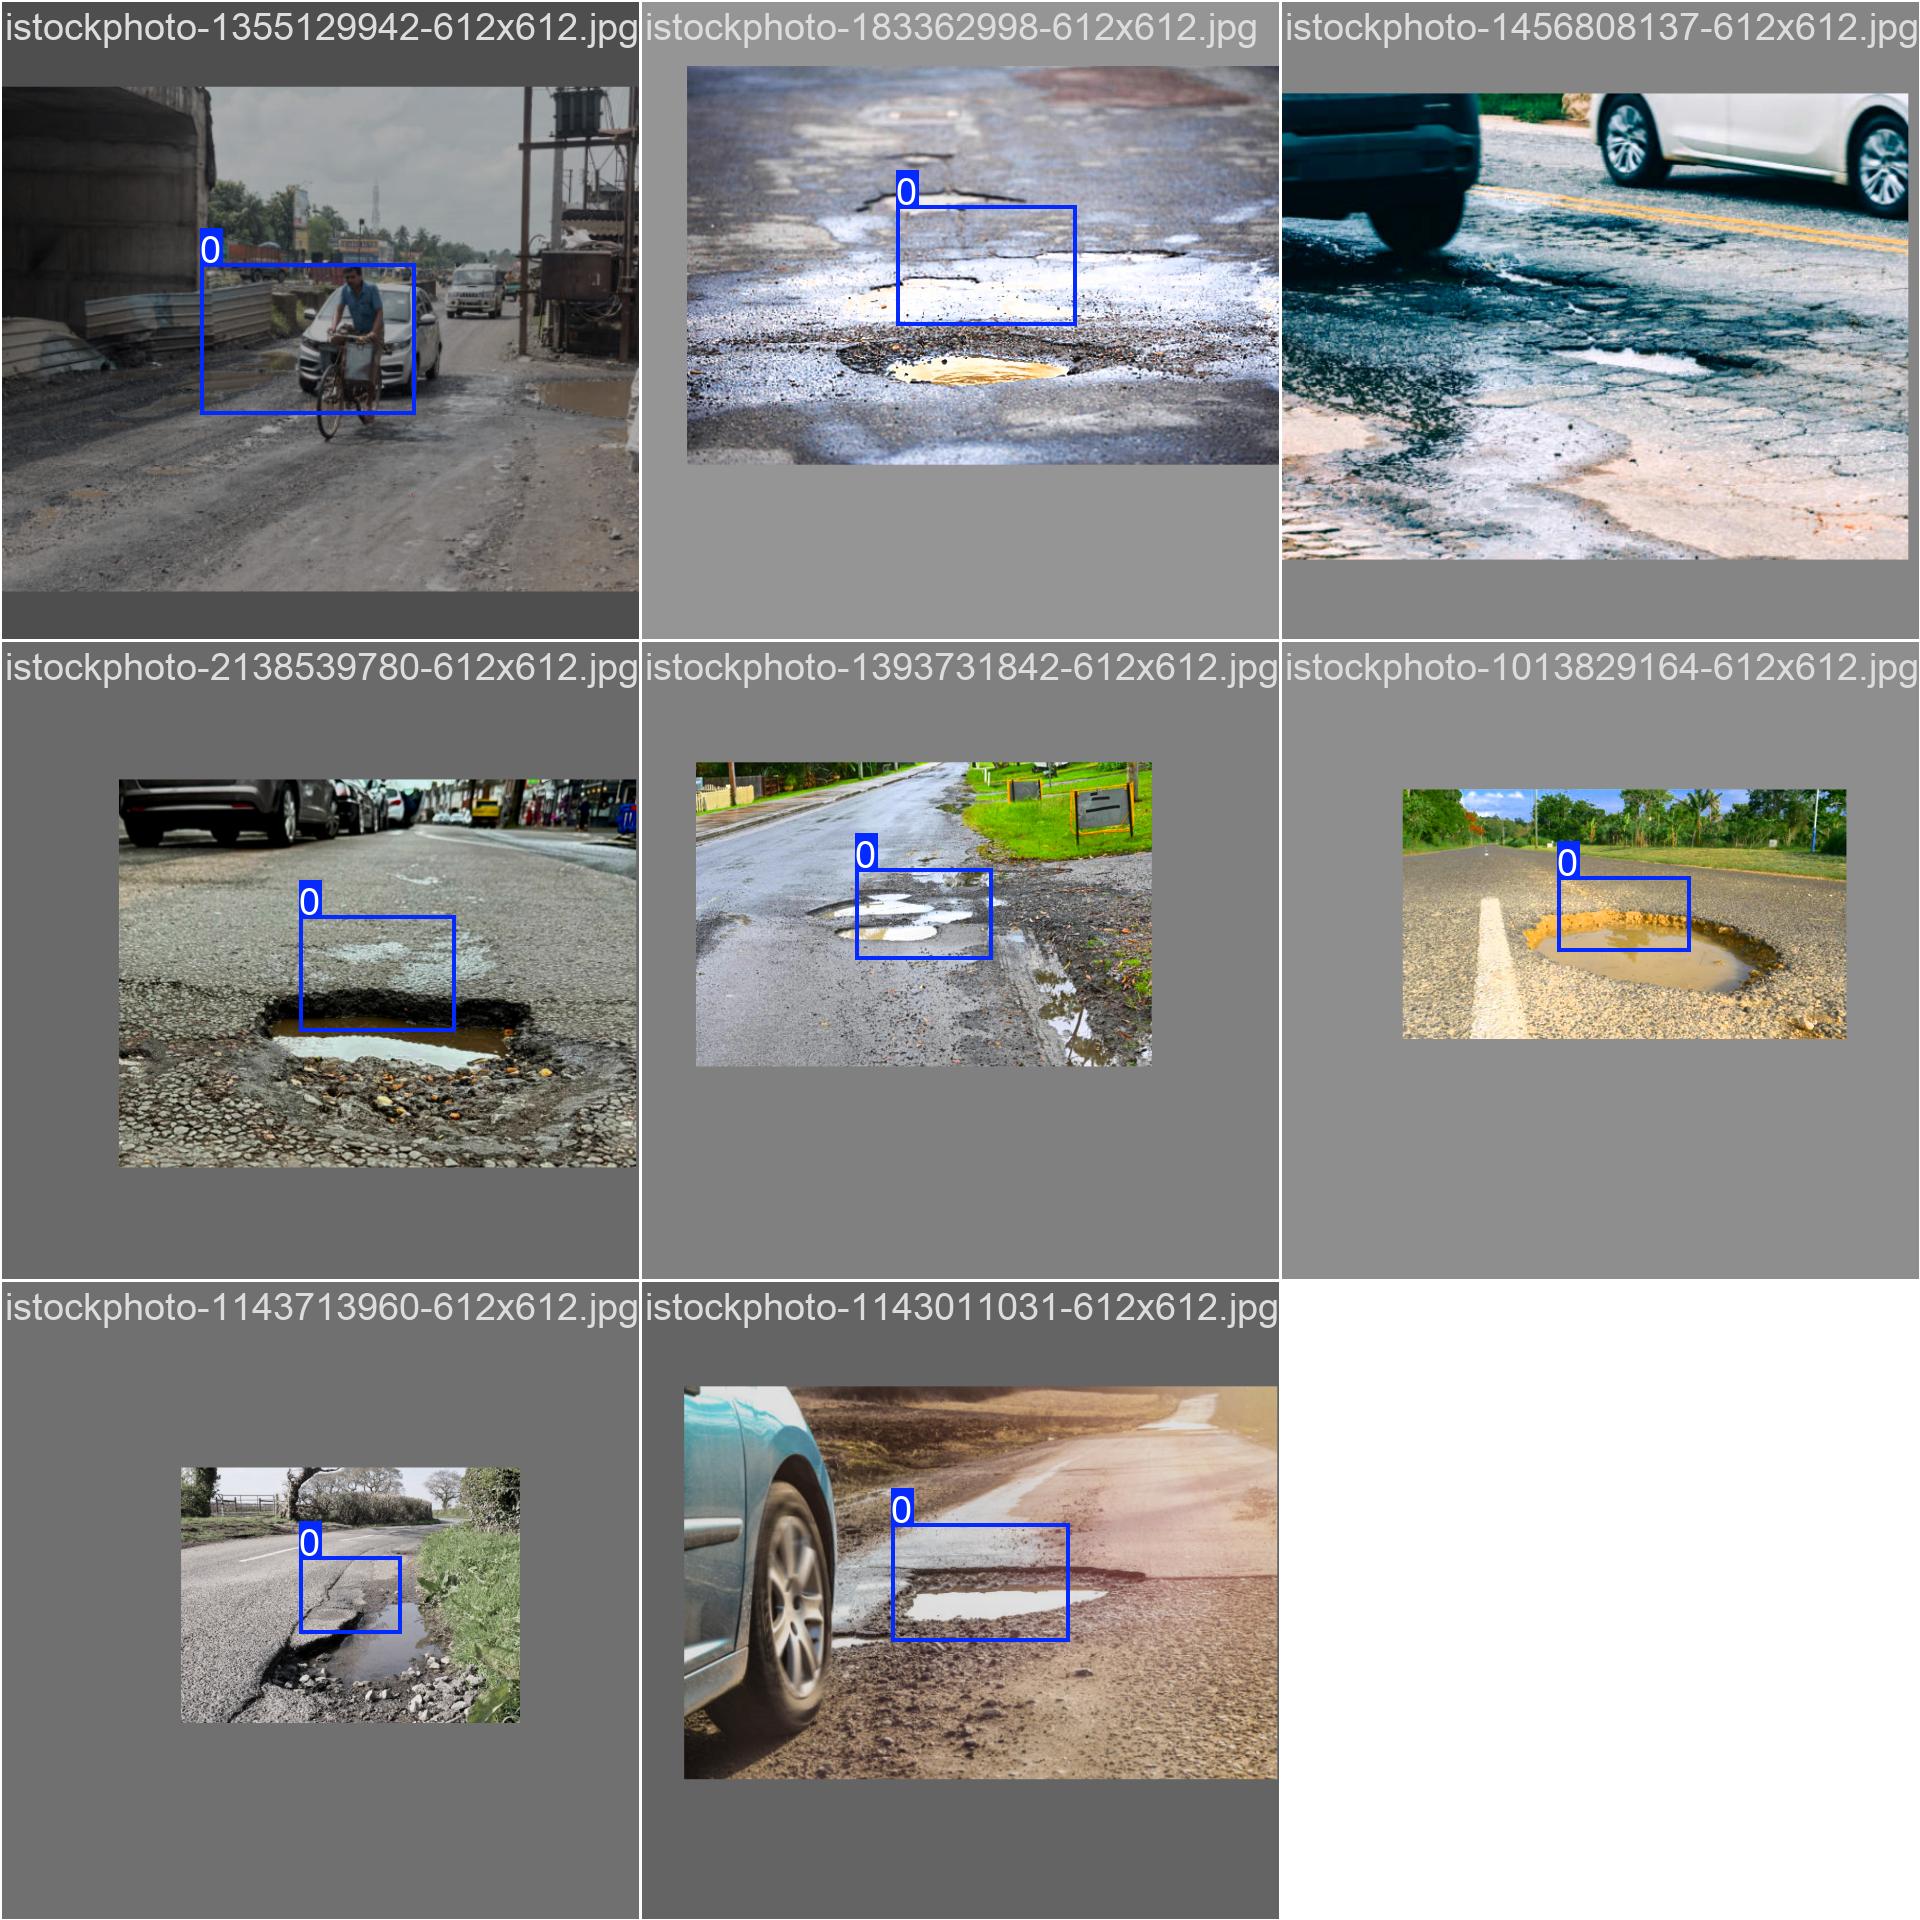 istockphoto-1355129942-612x612.jpg
istockphoto-183362998-612x612.jpg
istockphoto-1456808137-612x612.jpg
0
0
istockphoto-2138539780-612x612.jpg
istockphoto-1393731842-612x612.jpg
istockphoto-1013829164-612x612.jpg
0
0
0
istockphoto-1143713960-612x612.jpg
istockphoto-1143011031-612x612.jpg
0
0